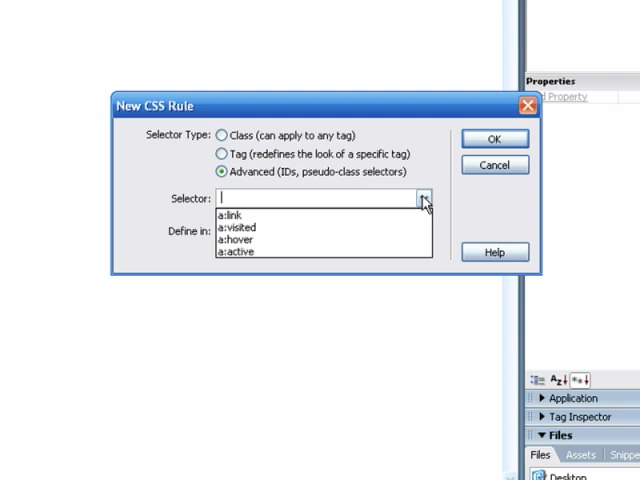 Properties
d Property
New CSS Rule
Selector Type:
Class (can apply to any tag)
Tag (redefines the look of a specific tag)
Advanced (IDs, pseudo-class selectors)
OK
Cancel
Selector:
a:link
a:visited
a:hover
a:active
Define in:
Help
Application
Tag Inspector
Files
Files
Assets
Snippe
Desktop